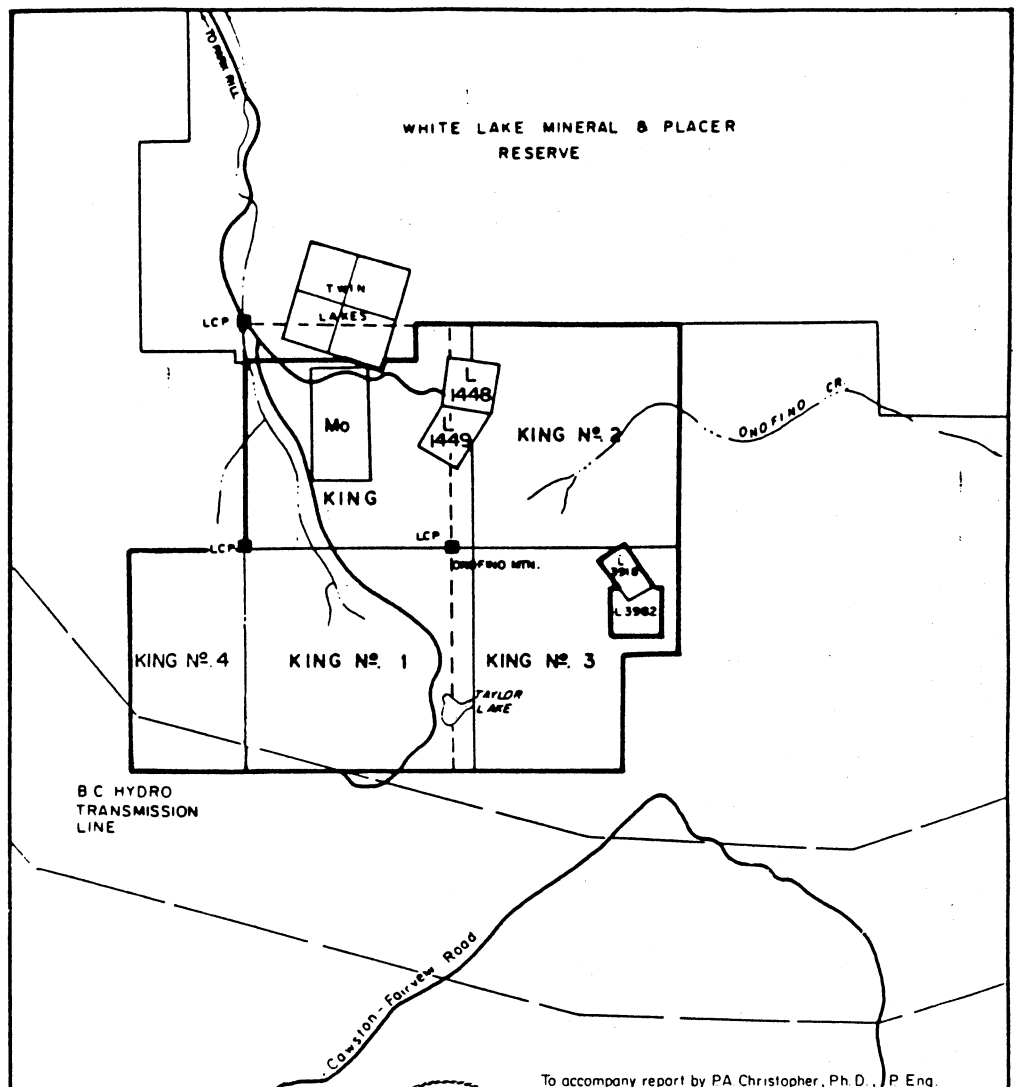 TO PARK RILL
WHITE LAKE MINERAL & PLACER
RESERVE
TWIN
LAKES
LCP
L
1448
L
1449
Mo
KING Nº. 2
ONOFINO CR.
KING
LCP
LCP
ONOFINO MTN.
L
3918
L 3982
KING Nº. 4
KING Nº. 1
KING Nº. 3
TAYLOR
LAKE
B C HYDRO
TRANSMISSION
LINE
Cawston - Fairview Road
To accompany report by P.A. Christopher, Ph. D., P. Eng.